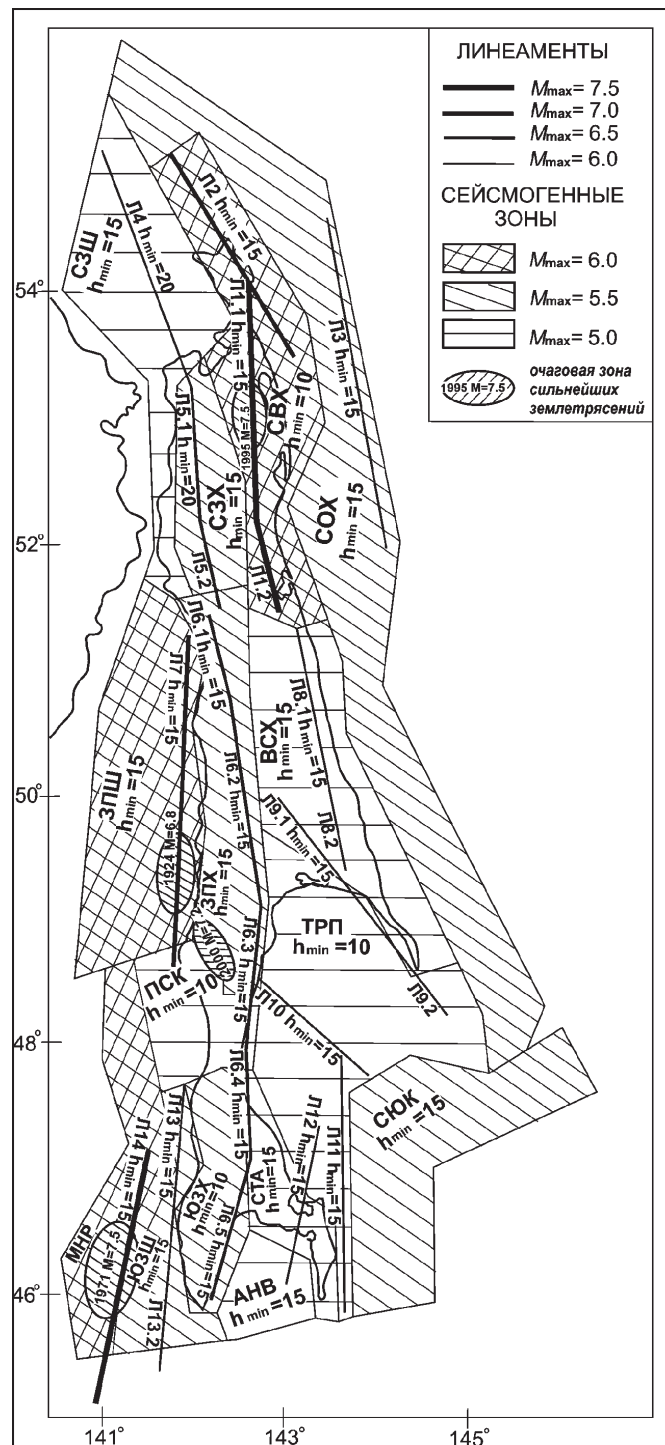 ЛИНЕАМЕНТЫ
Mmax= 7.5
Mmax= 7.0
Mmax= 6.5
Mmax= 6.0
СЕЙСМОГЕННЫЕ
ЗОНЫ
Mmax= 6.0
Mmax= 5.5
Mmax= 5.0
1995 M=7.5
очаговая зона
сильнейших
землетрясений
54°
52°
50°
48°
46°
141°
143°
145°
СЗШ
hmin=15
Л4 hmin=20
Л2 hmin=15
Л1.1 hmin=15
Л3 hmin=15
СВХ
hmin=10
1995 M=7.5
Л5.1 hmin=20
СЗХ
hmin=15
СОХ
hmin=15
Л5.2
Л1.2
Л6.1 hmin=15
Л7 hmin=15
ВСХ
hmin=15
Л8.1 hmin=15
Л6.2 hmin=15
Л8.2
ЗПШ
hmin=15
Л9.1 hmin=15
1924 M=6.8
ЗПХ
hmin=15
ТРП
hmin=10
Л6.3 hmin=15
ПСК
hmin=10
Л9.2
Л10 hmin=15
Л6.4 hmin=15
СЮК
hmin=15
Л13 hmin=15
Л12 hmin=15
Л11 hmin=15
Л14 hmin=15
ЮЗХ
hmin=10
СТА
hmin=15
МНР
1971 M=7.5
ЮЗШ
hmin=15
Л6.5 hmin=15
АНВ
hmin=15
Л13.2